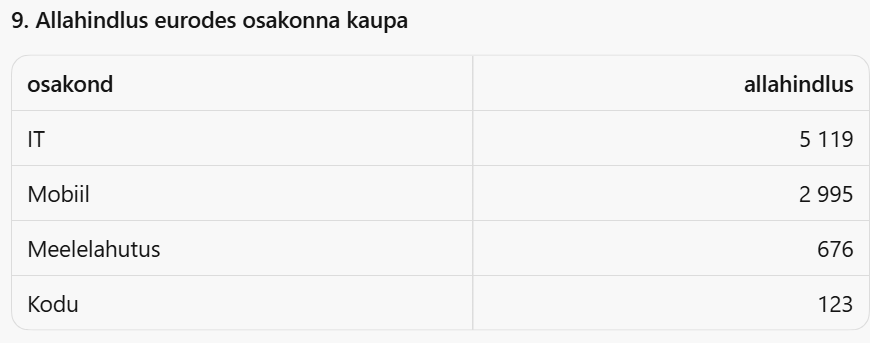 9. Allahindlus eurodes osakonna kaupa
osakond allahindlus
IT 5 119
Mobiil 2 995
Meelelahutus 676
Kodu 123